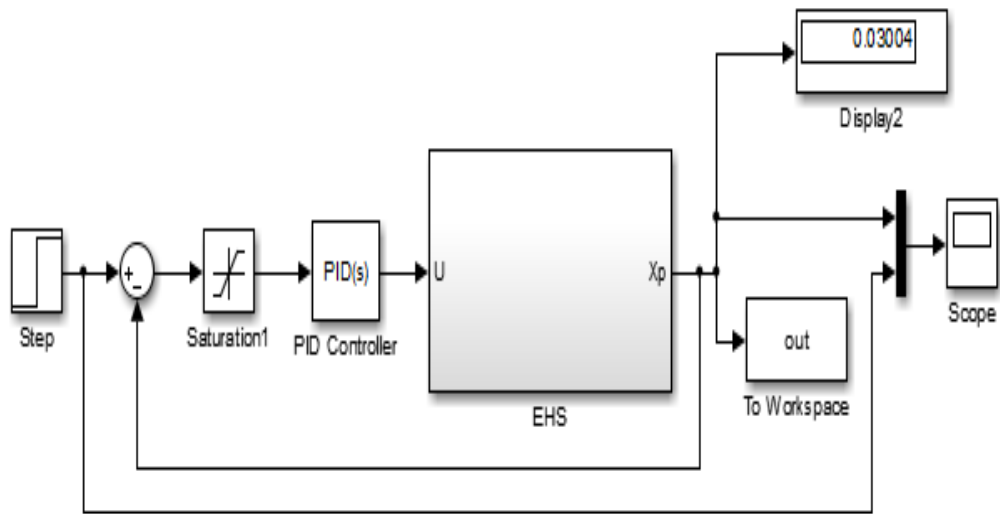 0.03004
Display2
+
−
PID(s)
U
Xp
Step
Saturation1
PID Controller
Scope
out
To Workspace
EHS